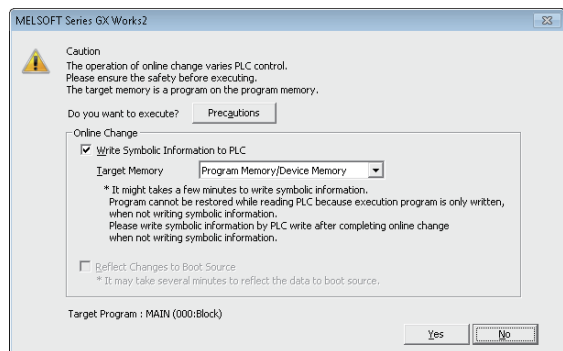 MELSOFT Series GX Works2
Caution
The operation of online change varies PLC control.
Please ensure the safety before executing.
The target memory is a program on the program memory.
Do you want to execute? Precautions
Online Change
Write Symbolic Information to PLC
Target Memory Program Memory/Device Memory
* It might takes a few minutes to write symbolic information.
Program cannot be restored while reading PLC because execution program is only written,
when not writing symbolic information.
Please write symbolic information by PLC write after completing online change
when not writing symbolic information.
Reflect Changes to Boot Source
* It may take several minutes to reflect the data to boot source.
Target Program : MAIN (000:Block)
Yes No